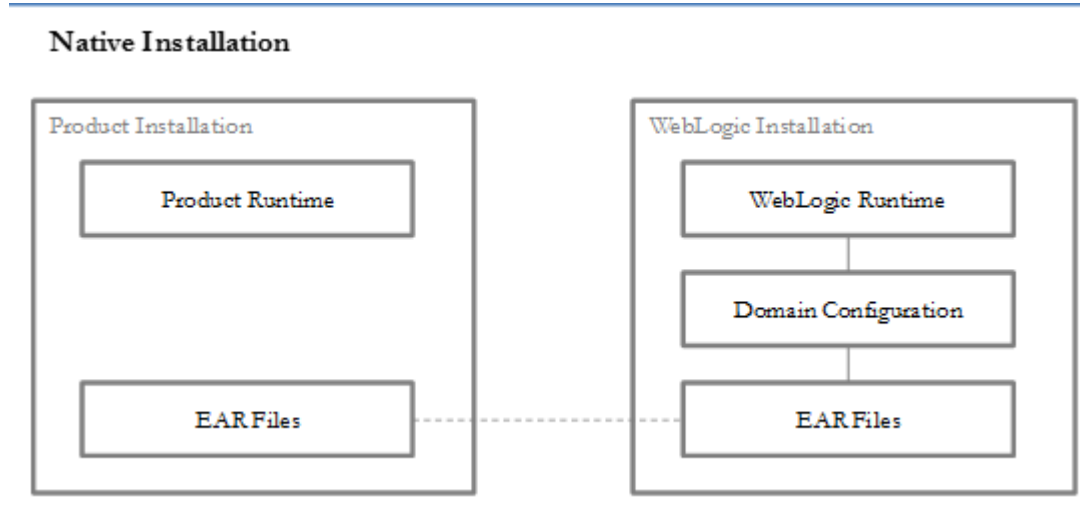 Native Installation
Product Installation
Product Runtime
EAR Files
WebLogic Installation
WebLogic Runtime
Domain Configuration
EAR Files